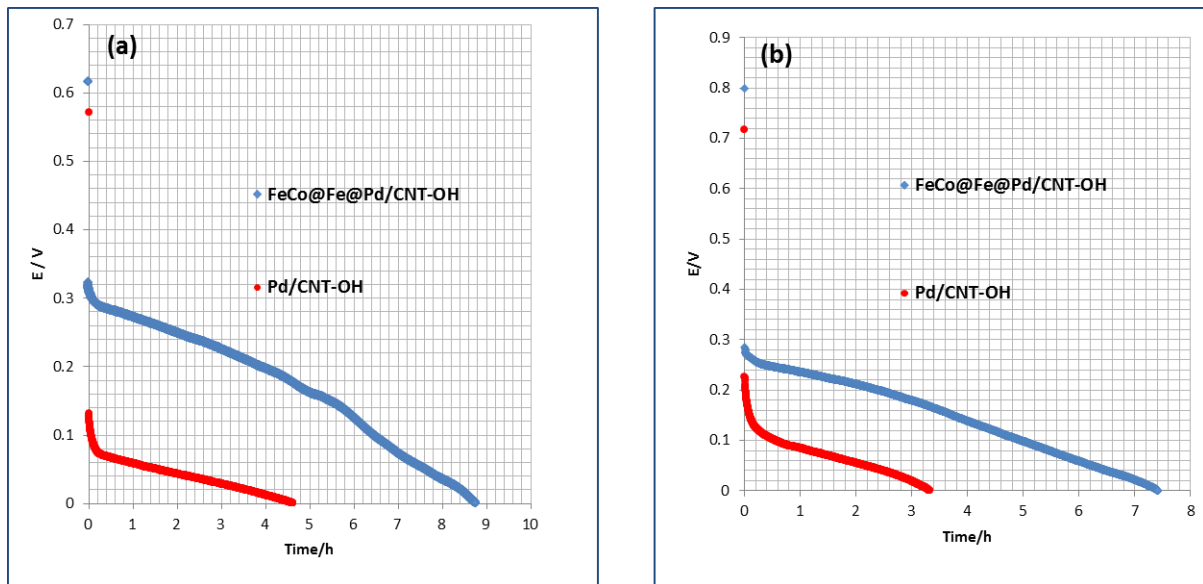 (a)
0.7
0.6
0.5
0.4
0.3
0.2
0.1
0
E / V
FeCo@Fe@Pd/CNT-OH
Pd/CNT-OH
0 1 2 3 4 5 6 7 8 9 10
Time/h
(b)
0.9
0.8
0.7
0.6
0.5
0.4
0.3
0.2
0.1
0
E/V
FeCo@Fe@Pd/CNT-OH
Pd/CNT-OH
0 1 2 3 4 5 6 7 8
Time/h